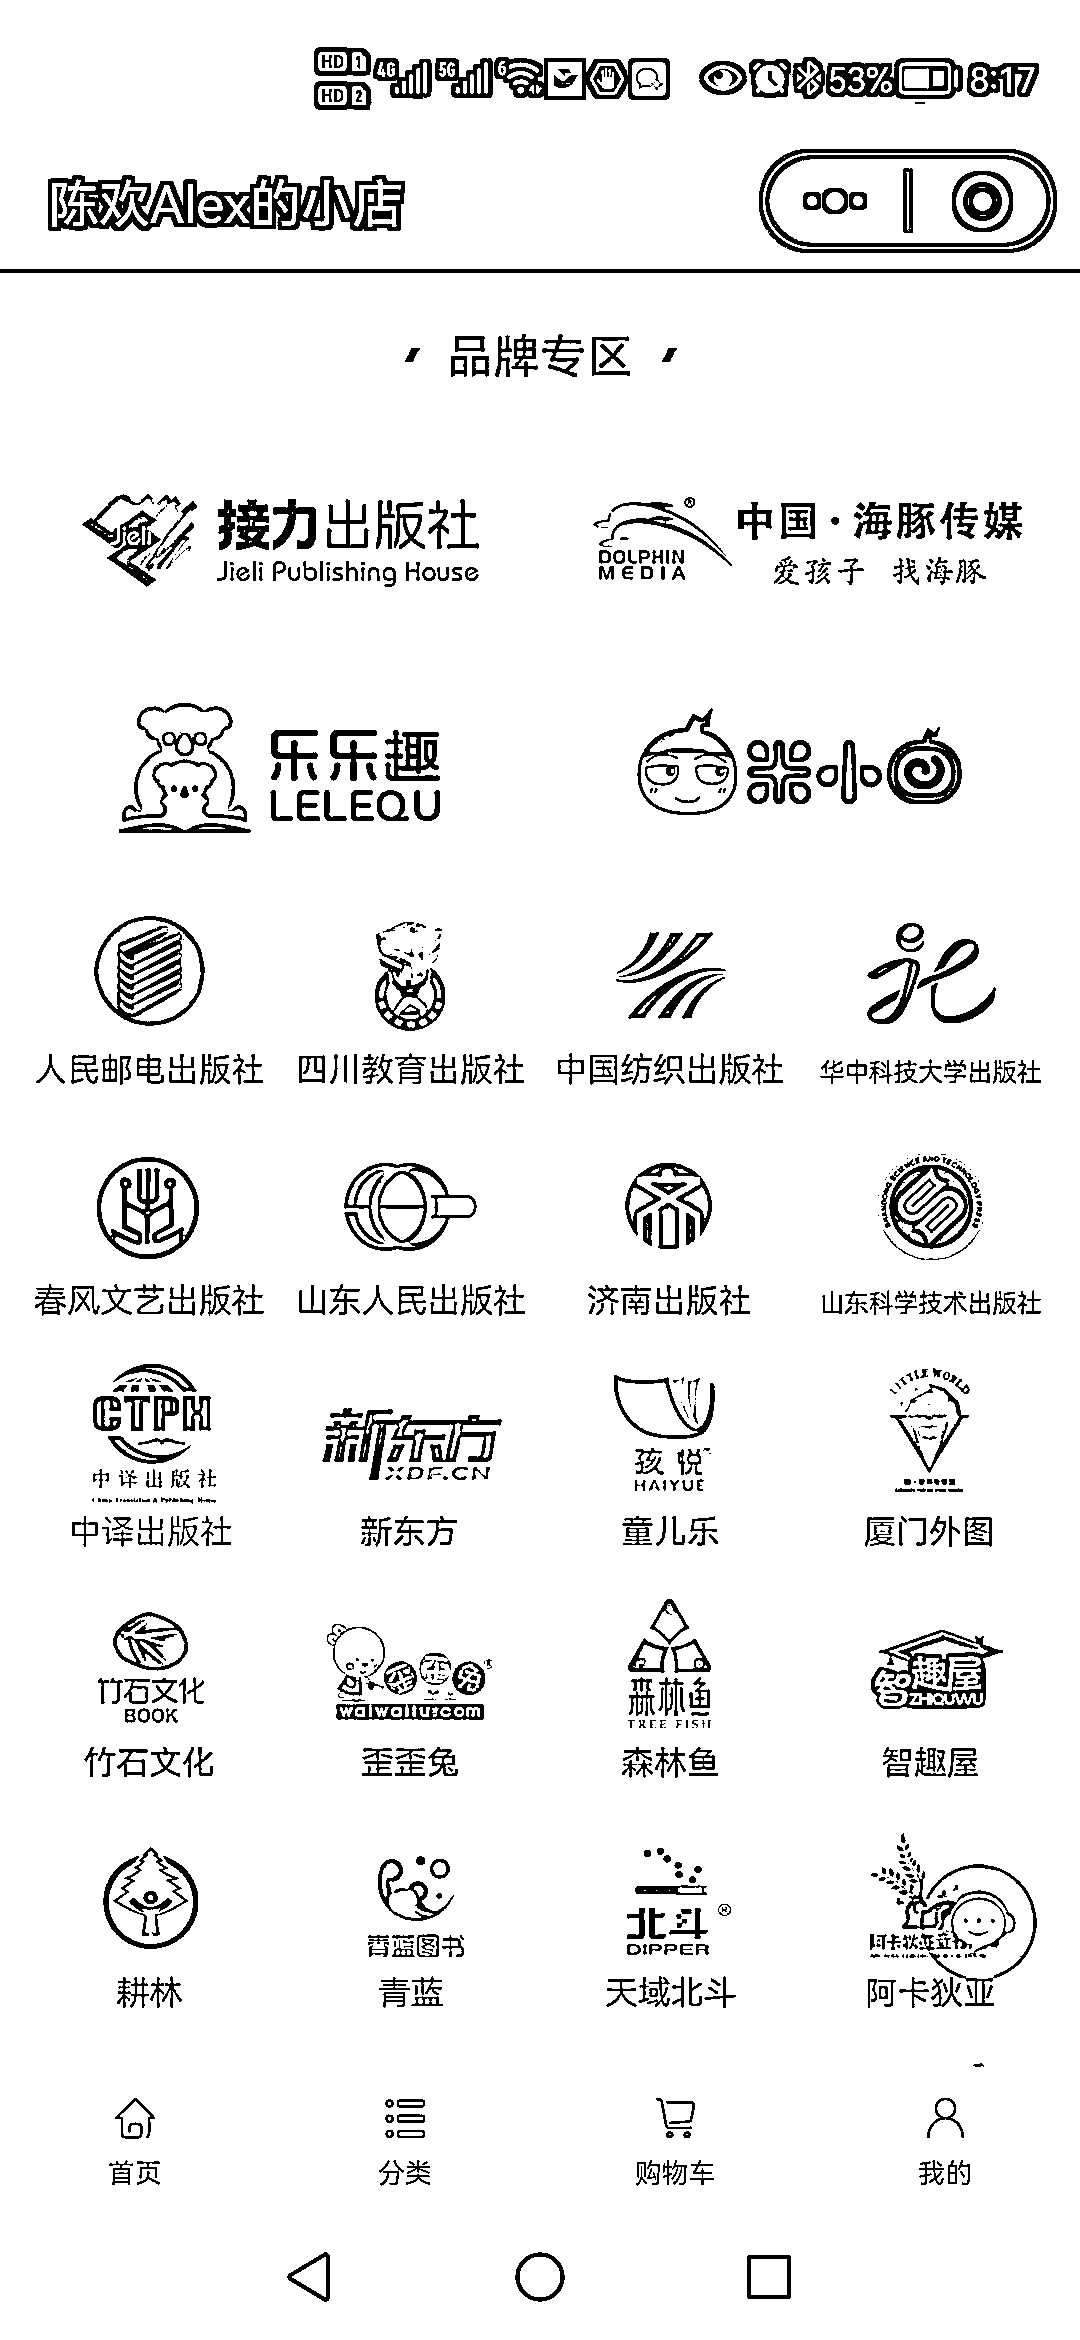 HD 1 HD 2 4G 5G 6 53% 8:17
陈欢Alex的小店
品牌专区
Jieli 接力出版社
Jieli Publishing House
DOLPHIN MEDIA ® 中国·海豚传媒
爱孩子 找海豚
乐乐趣
LELEQU
米小圈
人民邮电出版社 四川教育出版社 中国纺织出版社 华中科技大学出版社
SHANDONG SCIENCE AND TECHNOLOGY PRESS
春风文艺出版社 山东人民出版社 济南出版社 山东科学技术出版社
CTPH
中译出版社
China Translation & Publishing House
新东方
XDF.CN
孩悦
HAIYUE
LITTLE WORLD
中译出版社 新东方 童儿乐 厦门外图
竹石文化
BOOK
歪歪兔
waiwaitu.com
森林鱼
TREE FISH
智趣屋
ZHIQUWU
竹石文化 歪歪兔 森林鱼 智趣屋
青蓝图书
北斗 ®
DIPPER
耕林 青蓝 天域北斗 阿卡狄亚
首页 分类 购物车 我的